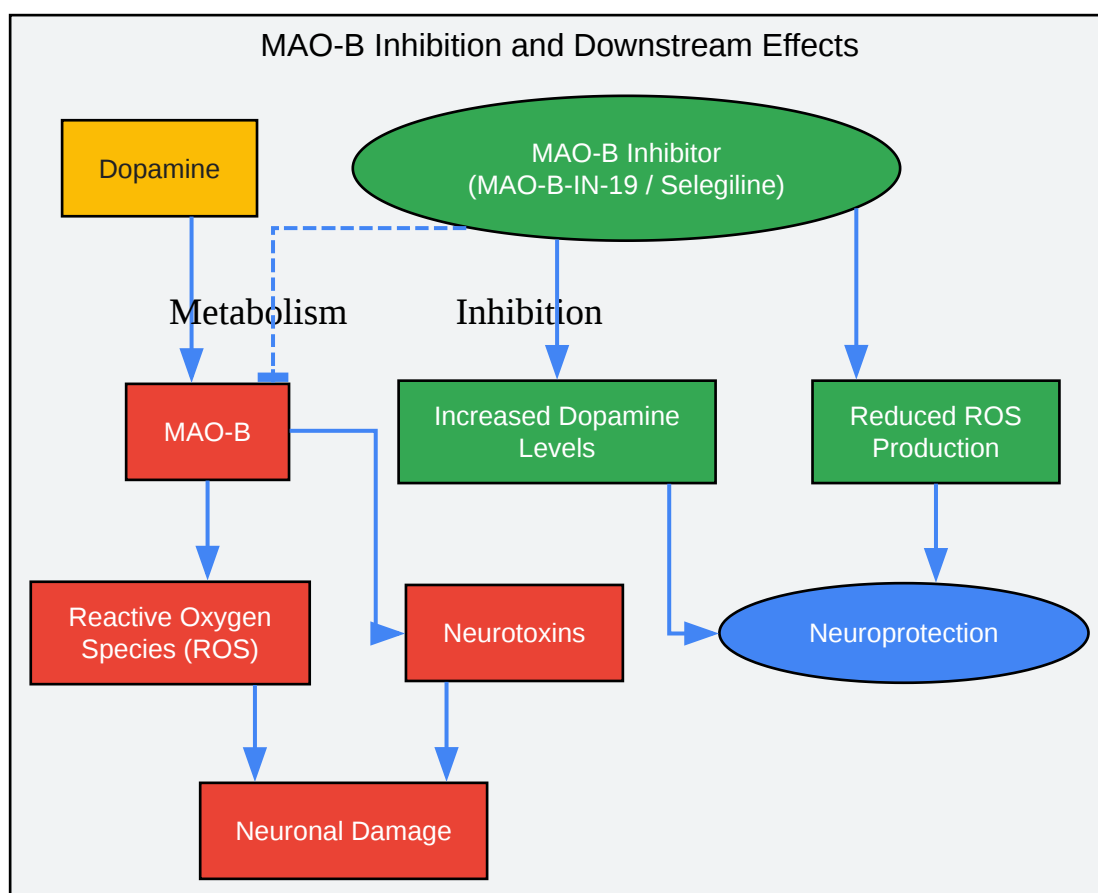 MAO-B Inhibition and Downstream Effects
Dopamine
MAO-B Inhibitor
(MAO-B-IN-19 / Selegiline)
Metabolism
Inhibition
MAO-B
Increased Dopamine
Levels
Reduced ROS
Production
Reactive Oxygen
Species (ROS)
Neurotoxins
Neuroprotection
Neuronal Damage